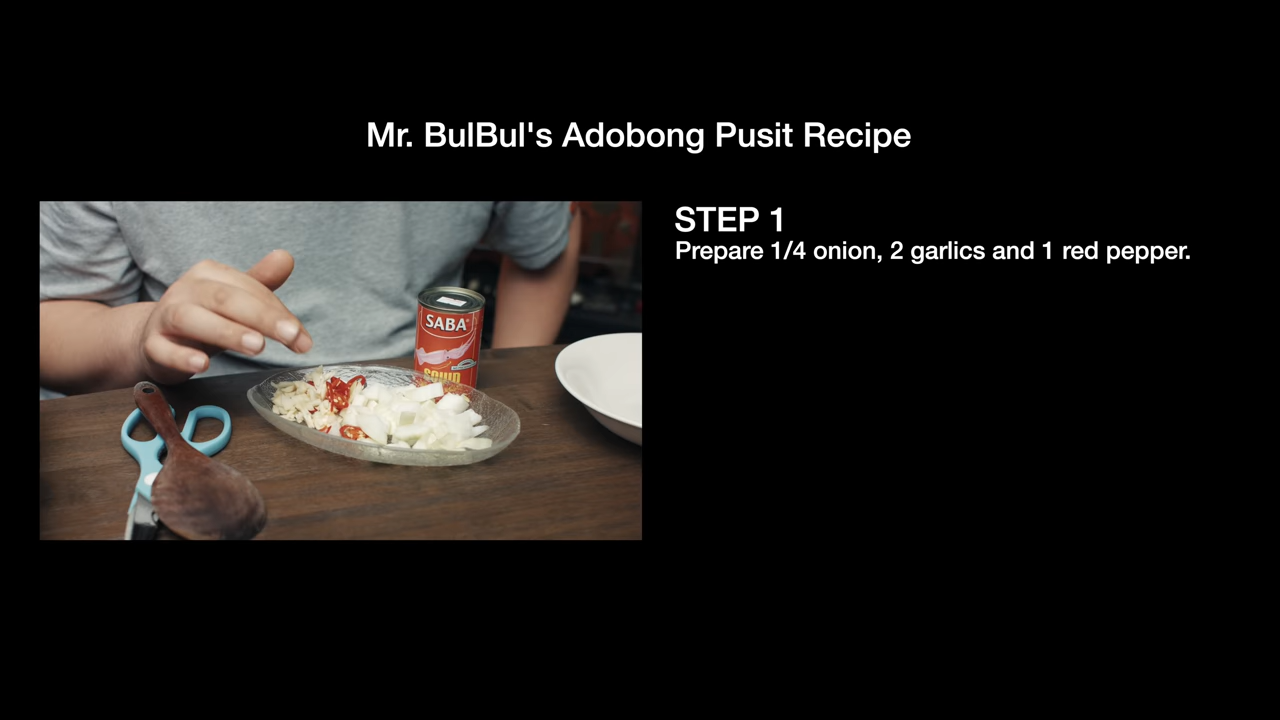 Mr. BulBul's Adobong Pusit Recipe
STEP 1
Prepare 1/4 onion, 2 garlics and 1 red pepper.
SABA
SQUID